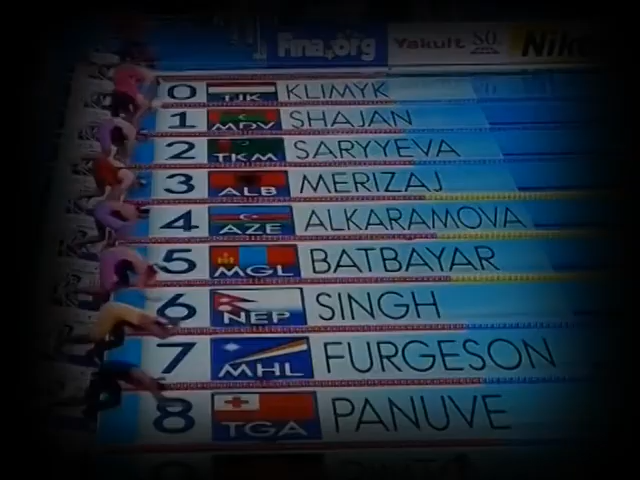 Fina.org Yakult Nike
0 TJK KLIMYK
1 MDV SHAJAN
2 TKM SARYYEVA
3 ALB MERIZAJ
4 AZE ALKARAMOVA
5 MGL BATBAYAR
6 NEP SINGH
7 MHL FURGESON
8 TGA PANUVE